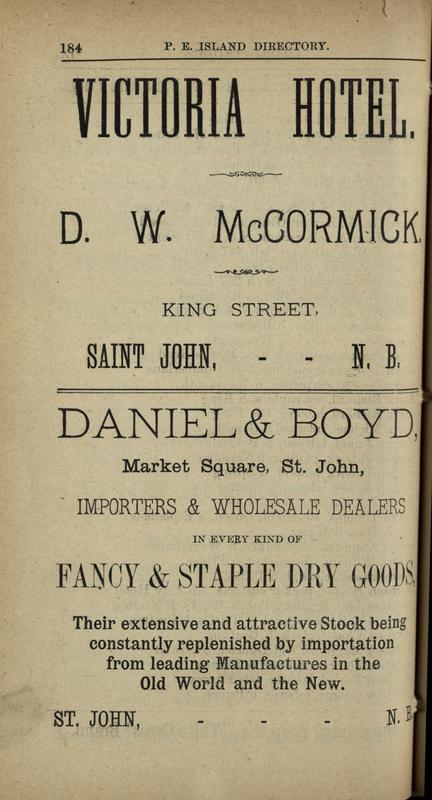 184 P. E. ISLAND DIRECTORY.
VICTORIA HOTEL.
D. W. McCORMICK.
KING STREET,
SAINT JOHN, - - N. B.
DANIEL & BOYD,
Market Square, St. John,
IMPORTERS & WHOLESALE DEALERS
IN EVERY KIND OF
FANCY & STAPLE DRY GOODS,
Their extensive and attractive Stock being
constantly replenished by importation
from leading Manufactures in the
Old World and the New.
ST. JOHN, - - - N. B.